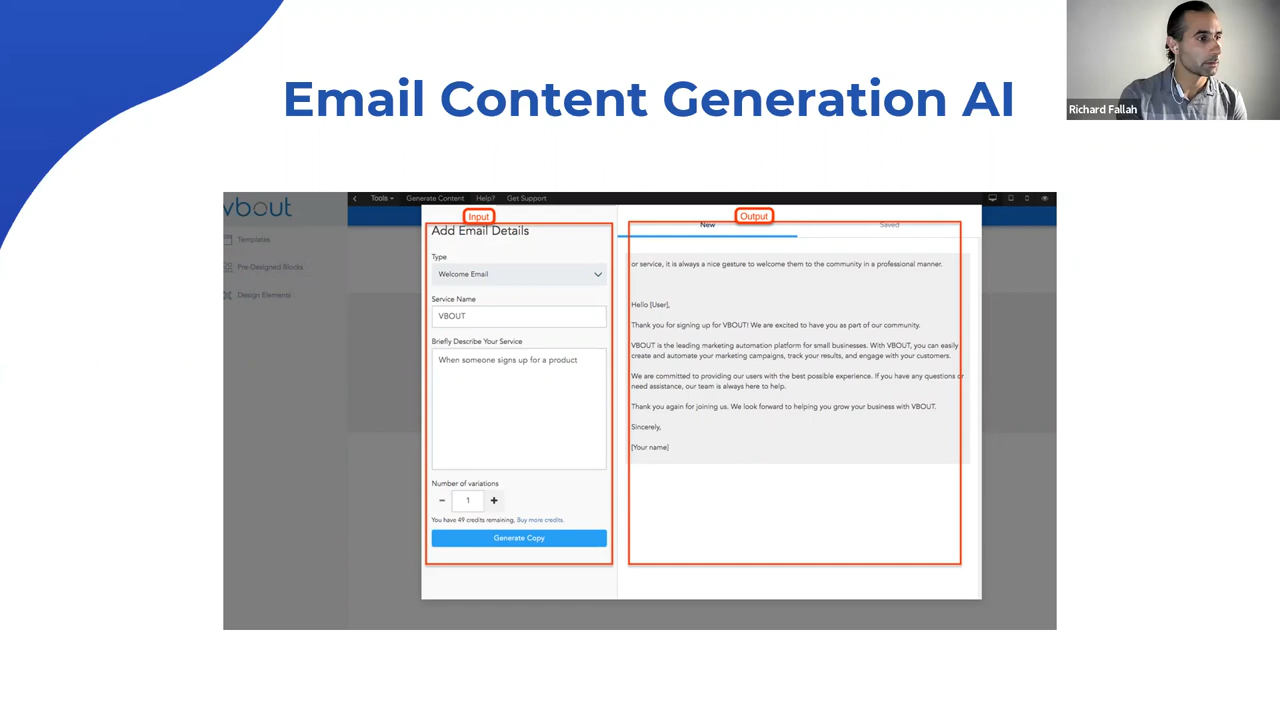 Email Content Generation AI
Richard Fallah
vbout
Tools
Generate Content
Help?
Get Support
Templates
Pre-Designed Blocks
Design Elements
Input
Add Email Details
Type
Welcome Email
Service Name
VBOUT
Briefly Describe Your Service
When someone signs up for a product
Number of variations
1
You have 49 credits remaining, Buy more credits.
Generate Copy
Output
New
Saved
or service, it is always a nice gesture to welcome them to the community in a professional manner.
Hello [User],
Thank you for signing up for VBOUT! We are excited to have you as part of our community.
VBOUT is the leading marketing automation platform for small businesses. With VBOUT, you can easily
create and automate your marketing campaigns, track your results, and engage with your customers.
We are committed to providing our users with the best possible experience. If you have any questions or
need assistance, our team is always here to help.
Thank you again for joining us. We look forward to helping you grow your business with VBOUT.
Sincerely,
[Your name]